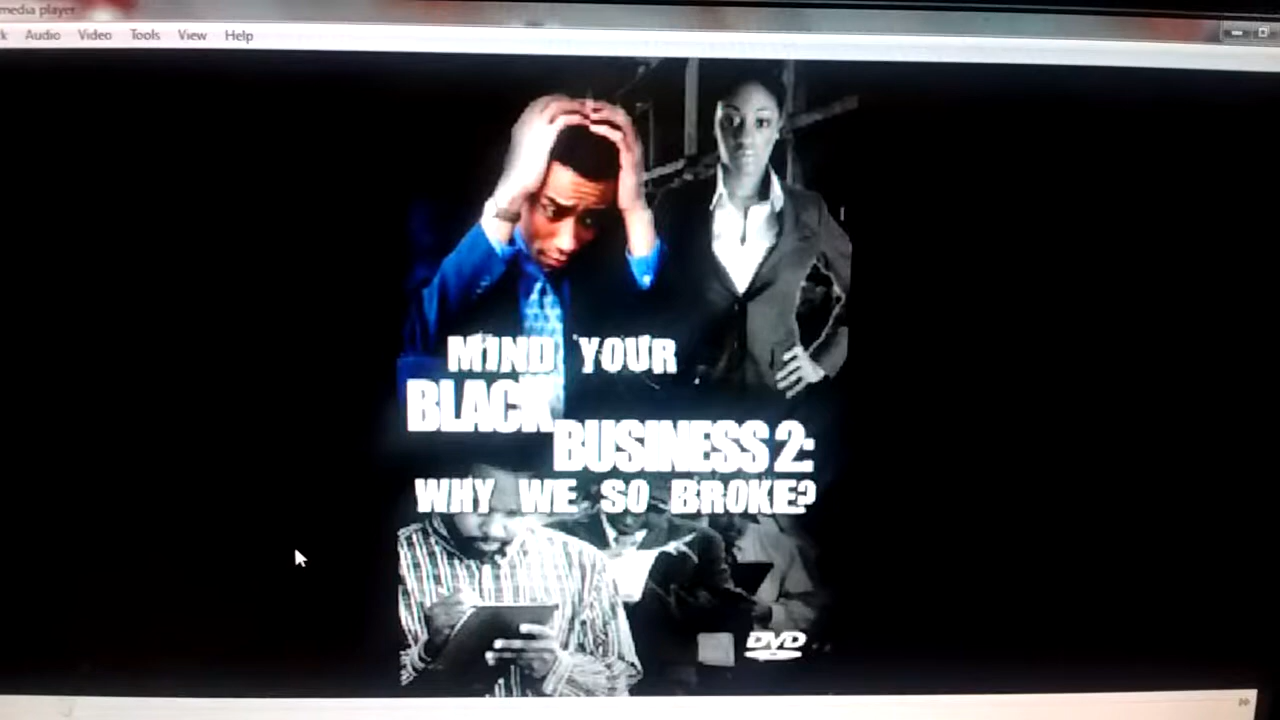 media player
k Audio Video Tools View Help
MIND YOUR
BLACK
BUSINESS 2:
WHY WE SO BROKE?
DVD